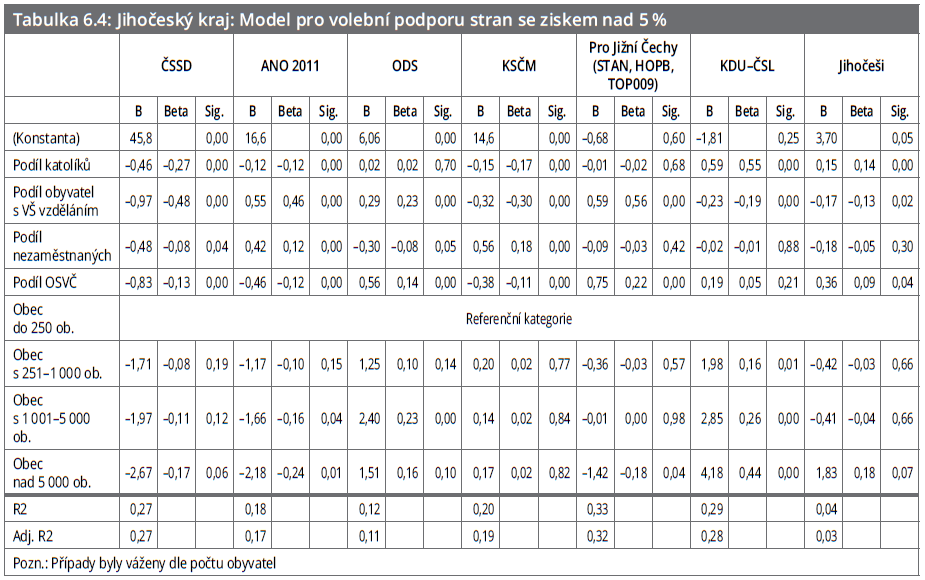 Tabulka 6.4: Jihočeský kraj: Model pro volební podporu stran se ziskem nad 5 %
ČSSD ANO 2011 ODS KSČM Pro Jižní Čechy (STAN, HOPB, TOP009) KDU–ČSL Jihočeši
B Beta Sig. B Beta Sig. B Beta Sig. B Beta Sig. B Beta Sig. B Beta Sig. B Beta Sig.
(Konstanta) 45,8 0,00 16,6 0,00 6,06 0,00 14,6 0,00 –0,68 0,60 –1,81 0,25 3,70 0,05
Podíl katolíků –0,46 –0,27 0,00 –0,12 –0,12 0,00 0,02 0,02 0,70 –0,15 –0,17 0,00 –0,01 –0,02 0,68 0,59 0,55 0,00 0,15 0,14 0,00
Podíl obyvatel
s VŠ vzděláním –0,97 –0,48 0,00 0,55 0,46 0,00 0,29 0,23 0,00 –0,32 –0,30 0,00 0,59 0,56 0,00 –0,23 –0,19 0,00 –0,17 –0,13 0,02
Podíl
nezaměstnaných –0,48 –0,08 0,04 0,42 0,12 0,00 –0,30 –0,08 0,05 0,56 0,18 0,00 –0,09 –0,03 0,42 –0,02 –0,01 0,88 –0,18 –0,05 0,30
Podíl OSVČ –0,83 –0,13 0,00 –0,46 –0,12 0,00 0,56 0,14 0,00 –0,38 –0,11 0,00 0,75 0,22 0,00 0,19 0,05 0,21 0,36 0,09 0,04
Obec
do 250 ob. Referenční kategorie
Obec
s 251–1 000 ob. –1,71 –0,08 0,19 –1,17 –0,10 0,15 1,25 0,10 0,14 0,20 0,02 0,77 –0,36 –0,03 0,57 1,98 0,16 0,01 –0,42 –0,03 0,66
Obec
s 1 001–5 000 –1,97 –0,11 0,12 –1,66 –0,16 0,04 2,40 0,23 0,00 0,14 0,02 0,84 –0,01 0,00 0,98 2,85 0,26 0,00 –0,41 –0,04 0,66
ob.
Obec
nad 5 000 ob. –2,67 –0,17 0,06 –2,18 –0,24 0,01 1,51 0,16 0,10 0,17 0,02 0,82 –1,42 –0,18 0,04 4,18 0,44 0,00 1,83 0,18 0,07
R2 0,27 0,18 0,12 0,20 0,33 0,29 0,04
Adj. R2 0,27 0,17 0,11 0,19 0,32 0,28 0,03
Pozn.: Případy byly váženy dle počtu obyvatel